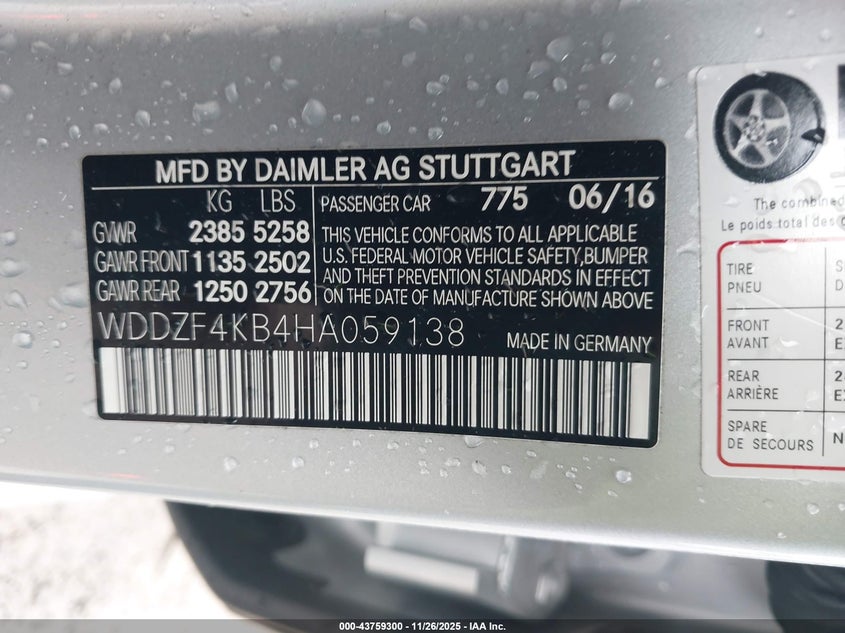 MFD BY DAIMLER AG STUTTGART
KG LBS
GVWR 2385 5258
GAWR FRONT 1135 2502
GAWR REAR 1250 2756
PASSENGER CAR 775 06/16
THIS VEHICLE CONFORMS TO ALL APPLICABLE
U.S. FEDERAL MOTOR VEHICLE SAFETY,BUMPER
AND THEFT PREVENTION STANDARDS IN EFFECT
ON THE DATE OF MANUFACTURE SHOWN ABOVE
WDDZF4KB4HA059138 MADE IN GERMANY
The combined
Le poids total des
TIRE
PNEU
FRONT
AVANT
REAR
ARRIÈRE
SPARE
DE SECOURS
000-43759300 - 11/26/2025 - IAA Inc.